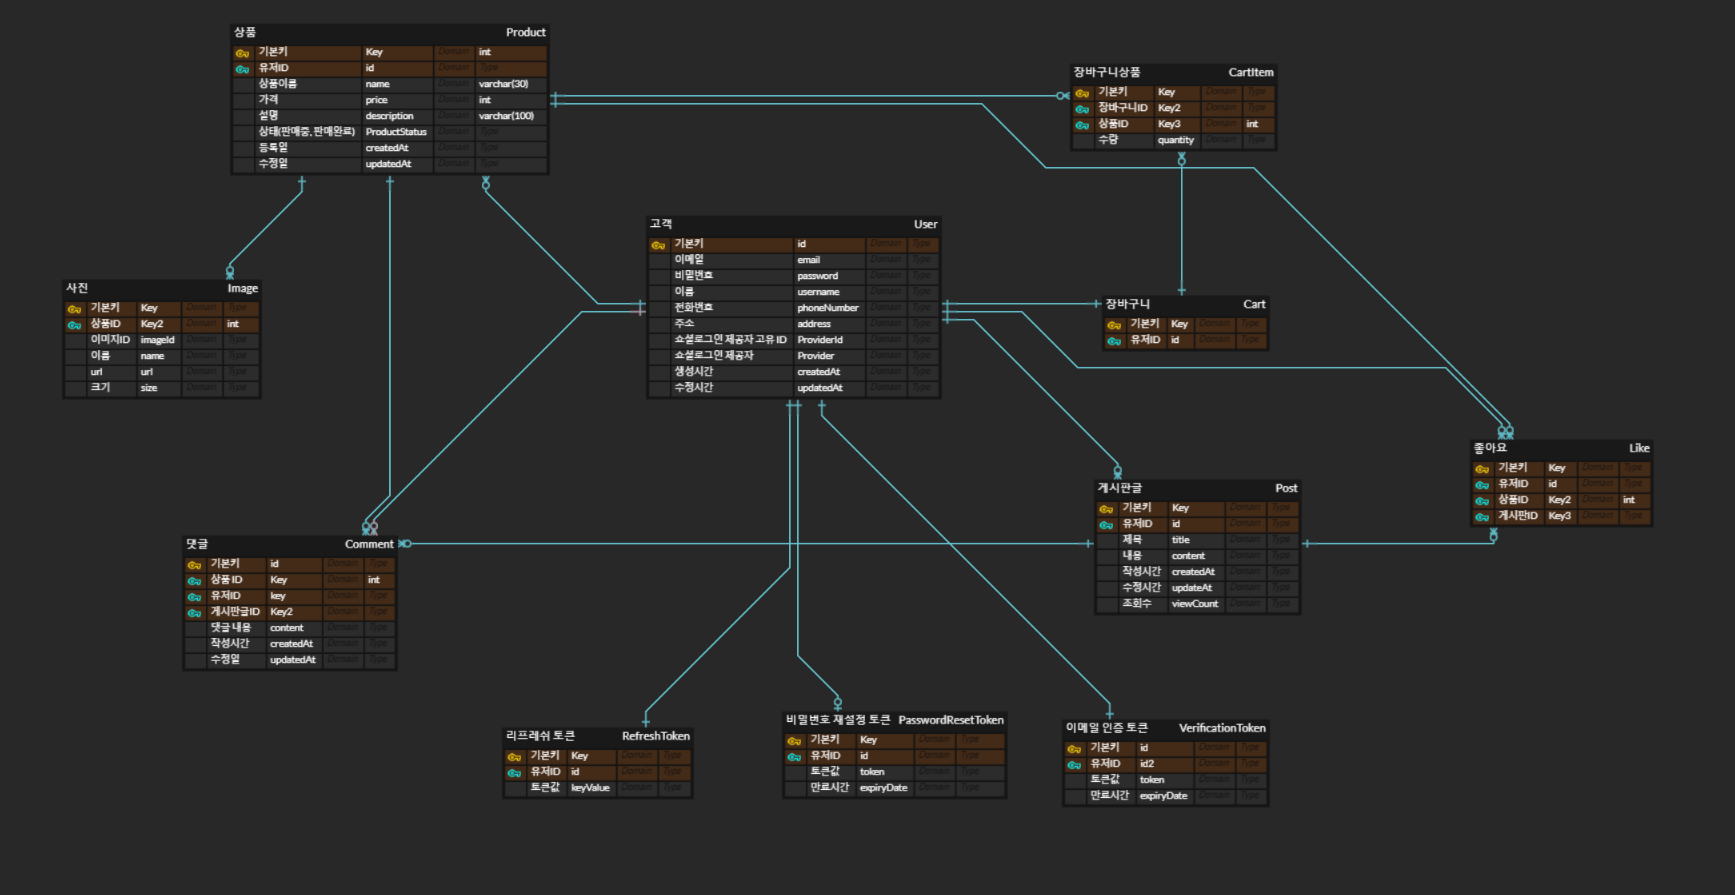 상품 Product
기본키 Key Domain int
유저ID id Domain Type
상품이름 name Domain varchar(30)
가격 price Domain int
설명 description Domain varchar(100)
상태(판매중, 판매완료) ProductStatus Domain Type
등록일 createdAt Domain Type
수정일 updatedAt Domain Type
장바구니상품 CartItem
기본키 Key Domain Type
장바구니ID Key2 Domain Type
상품ID Key3 Domain int
수량 quantity Domain Type
고객 User
기본키 id Domain Type
이메일 email Domain Type
비밀번호 password Domain Type
이름 username Domain Type
전화번호 phoneNumber Domain Type
주소 address Domain Type
쇼셜로그인 제공자 고유 ID ProviderId Domain Type
쇼셜로그인 제공자 Provider Domain Type
생성시간 createdAt Domain Type
수정시간 updatedAt Domain Type
사진 Image
기본키 Key Domain Type
상품ID Key2 Domain int
이미지ID imageId Domain Type
이름 name Domain Type
url url Domain Type
크기 size Domain Type
장바구니 Cart
기본키 Key Domain Type
유저ID id Domain Type
좋아요 Like
기본키 Key Domain Type
유저ID id Domain Type
상품ID Key2 Domain int
게시판ID Key3 Domain Type
게시판글 Post
기본키 Key Domain Type
유저ID id Domain Type
제목 title Domain Type
내용 content Domain Type
작성시간 createdAt Domain Type
수정시간 updateAt Domain Type
조회수 viewCount Domain Type
댓글 Comment
기본키 id Domain Type
상품 ID Key Domain int
유저ID key Domain Type
게시판글ID Key2 Domain Type
댓글 내용 content Domain Type
작성시간 createdAt Domain Type
수정일 updatedAt Domain Type
리프레쉬 토큰 RefreshToken
기본키 Key Domain Type
유저ID id Domain Type
토큰값 keyValue Domain Type
비밀번호 재설정 토큰 PasswordResetToken
기본키 Key Domain Type
유저ID id Domain Type
토큰값 token Domain Type
만료시간 expiryDate Domain Type
이메일 인증 토큰 VerificationToken
기본키 id Domain Type
유저ID id2 Domain Type
토큰값 token Domain Type
만료시간 expiryDate Domain Type